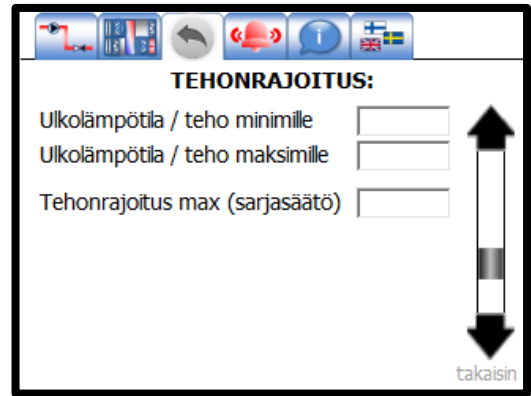 TEHONRAJOITUS:
Ulkolämpötila / teho minimille
Ulkolämpötila / teho maksimille
Tehonrajoitus max (sarjasäätö)
takaisin